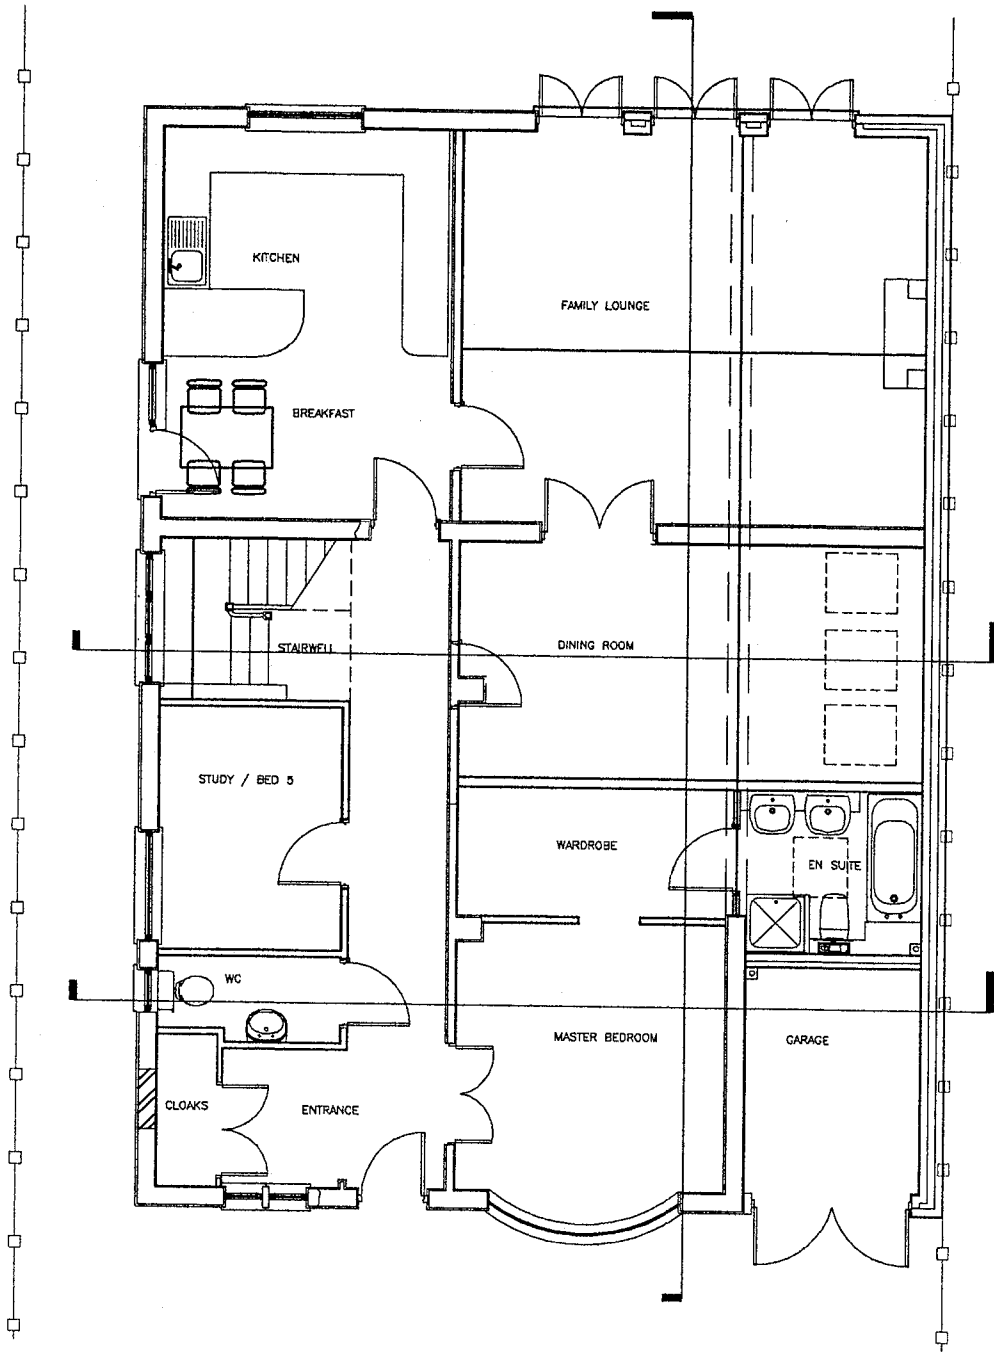 KITCHEN
FAMILY LOUNGE
BREAKFAST
STAIRWELL
DINING ROOM
STUDY / BED 5
WARDROBE
EN SUITE
WC
MASTER BEDROOM
GARAGE
CLOAKS
ENTRANCE